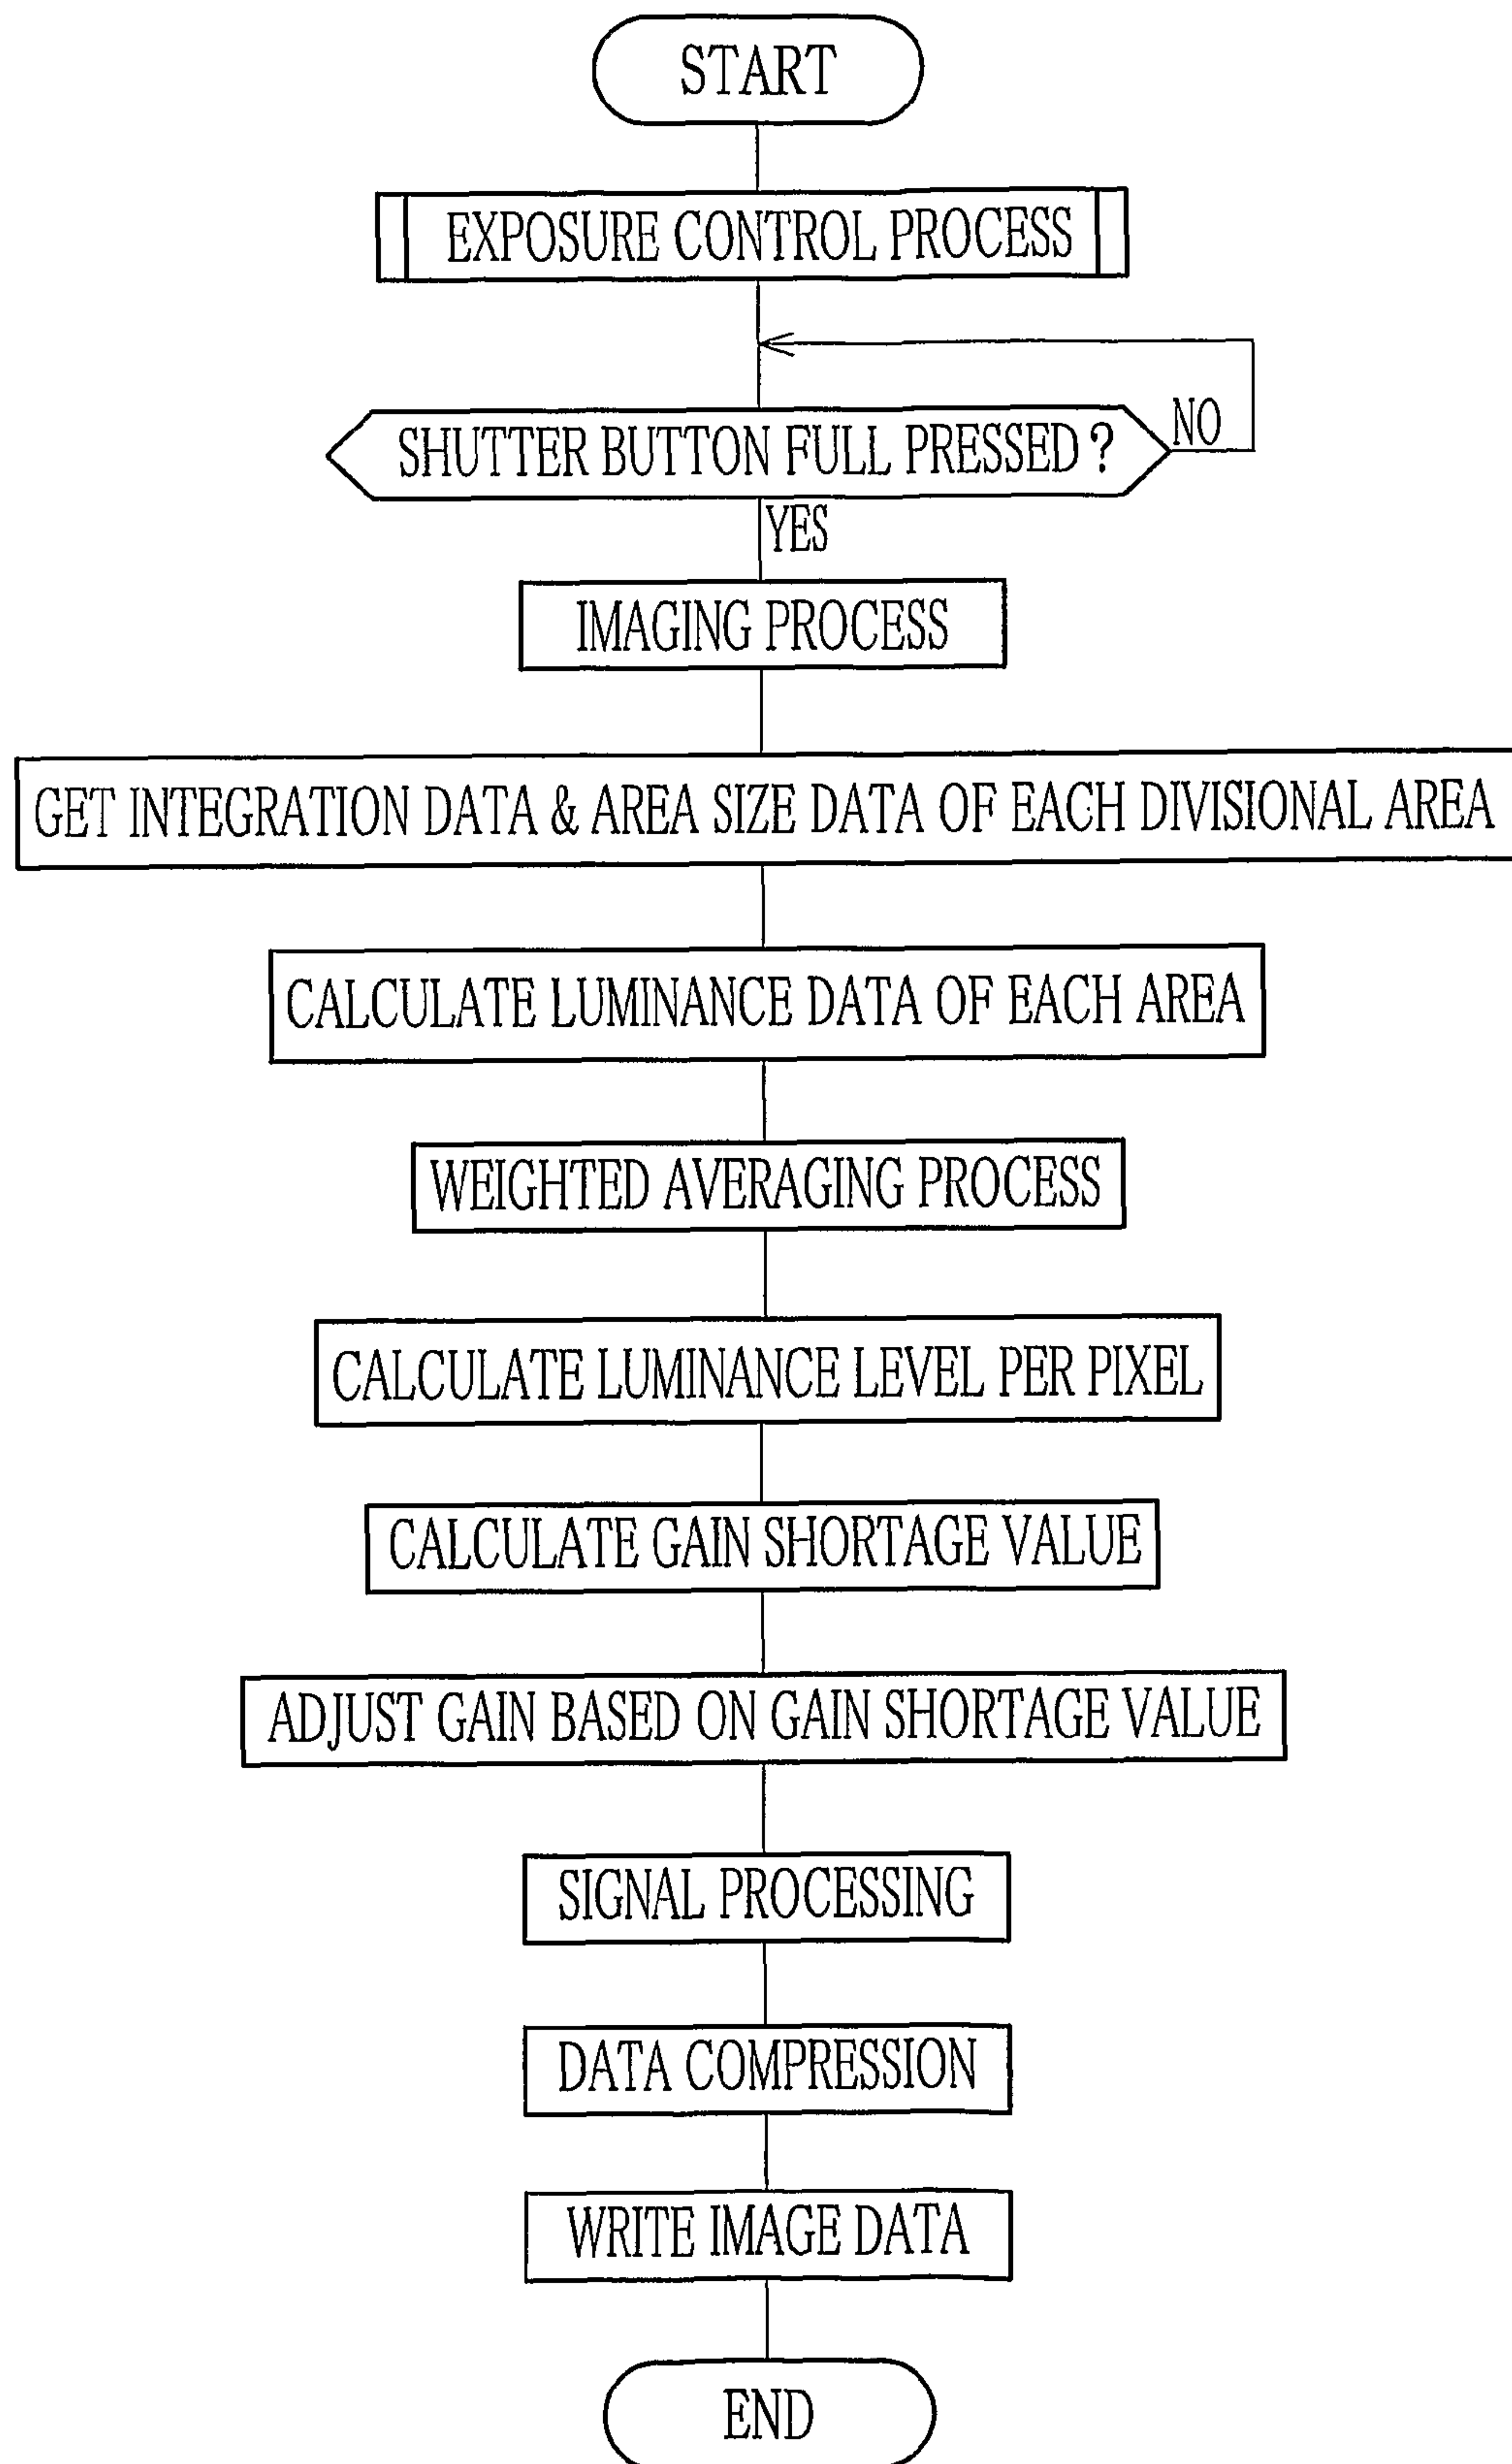 START
EXPOSURE CONTROL PROCESS
SHUTTER BUTTON FULL PRESSED ?
NO
YES
IMAGING PROCESS
GET INTEGRATION DATA & AREA SIZE DATA OF EACH DIVISIONAL AREA
CALCULATE LUMINANCE DATA OF EACH AREA
WEIGHTED AVERAGING PROCESS
CALCULATE LUMINANCE LEVEL PER PIXEL
CALCULATE GAIN SHORTAGE VALUE
ADJUST GAIN BASED ON GAIN SHORTAGE VALUE
SIGNAL PROCESSING
DATA COMPRESSION
WRITE IMAGE DATA
END